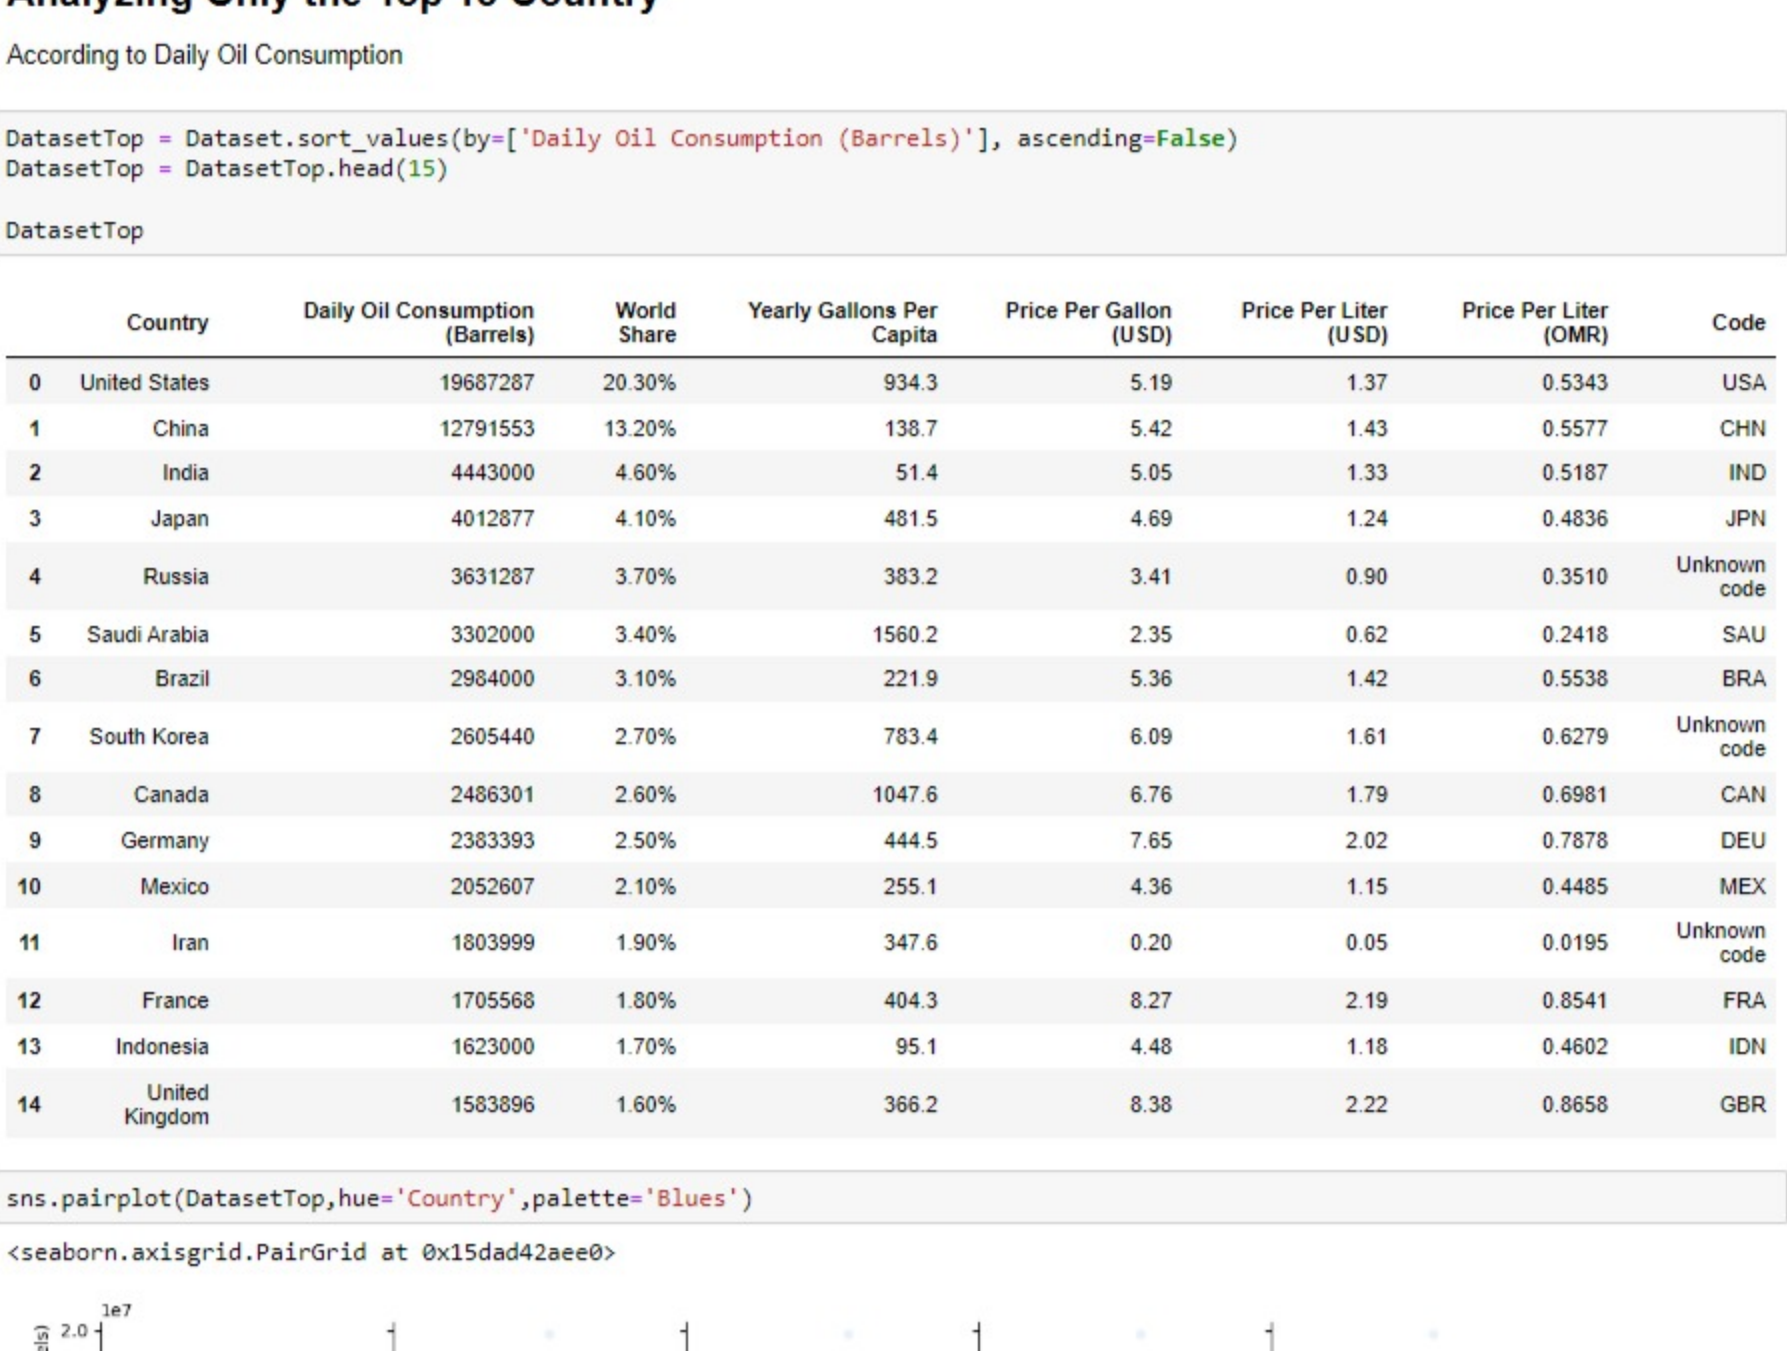 Analyzing Only the Top 15 Country
According to Daily Oil Consumption
DatasetTop = Dataset.sort_values(by=['Daily Oil Consumption (Barrels)'], ascending=False)
DatasetTop = DatasetTop.head(15)
DatasetTop
Country Daily Oil Consumption (Barrels) World Share Yearly Gallons Per Capita Price Per Gallon (USD) Price Per Liter (USD) Price Per Liter (OMR) Code
0 United States 19687287 20.30% 934.3 5.19 1.37 0.5343 USA
1 China 12791553 13.20% 138.7 5.42 1.43 0.5577 CHN
2 India 4443000 4.60% 51.4 5.05 1.33 0.5187 IND
3 Japan 4012877 4.10% 481.5 4.69 1.24 0.4836 JPN
4 Russia 3631287 3.70% 383.2 3.41 0.90 0.3510 Unknown code
5 Saudi Arabia 3302000 3.40% 1560.2 2.35 0.62 0.2418 SAU
6 Brazil 2984000 3.10% 221.9 5.36 1.42 0.5538 BRA
7 South Korea 2605440 2.70% 783.4 6.09 1.61 0.6279 Unknown code
8 Canada 2486301 2.60% 1047.6 6.76 1.79 0.6981 CAN
9 Germany 2383393 2.50% 444.5 7.65 2.02 0.7878 DEU
10 Mexico 2052607 2.10% 255.1 4.36 1.15 0.4485 MEX
11 Iran 1803999 1.90% 347.6 0.20 0.05 0.0195 Unknown code
12 France 1705568 1.80% 404.3 8.27 2.19 0.8541 FRA
13 Indonesia 1623000 1.70% 95.1 4.48 1.18 0.4602 IDN
14 United Kingdom 1583896 1.60% 366.2 8.38 2.22 0.8658 GBR
sns.pairplot(DatasetTop,hue='Country',palette='Blues')
<seaborn.axisgrid.PairGrid at 0x15dad42aee0>
1e7
2.0